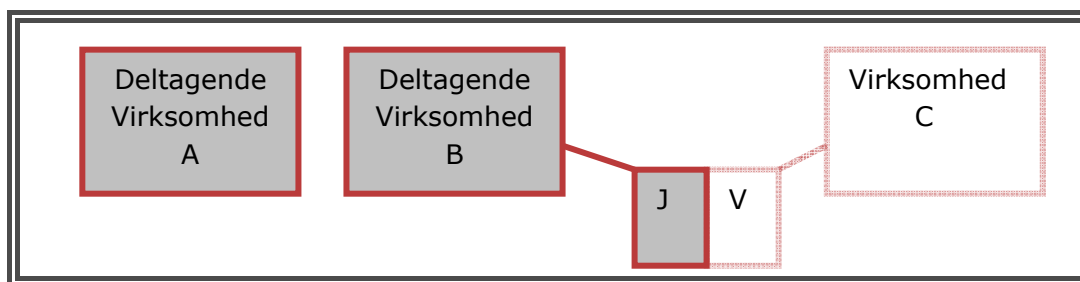 Deltagende
Virksomhed
A
Deltagende
Virksomhed
B
Virksomhed
C
J
V